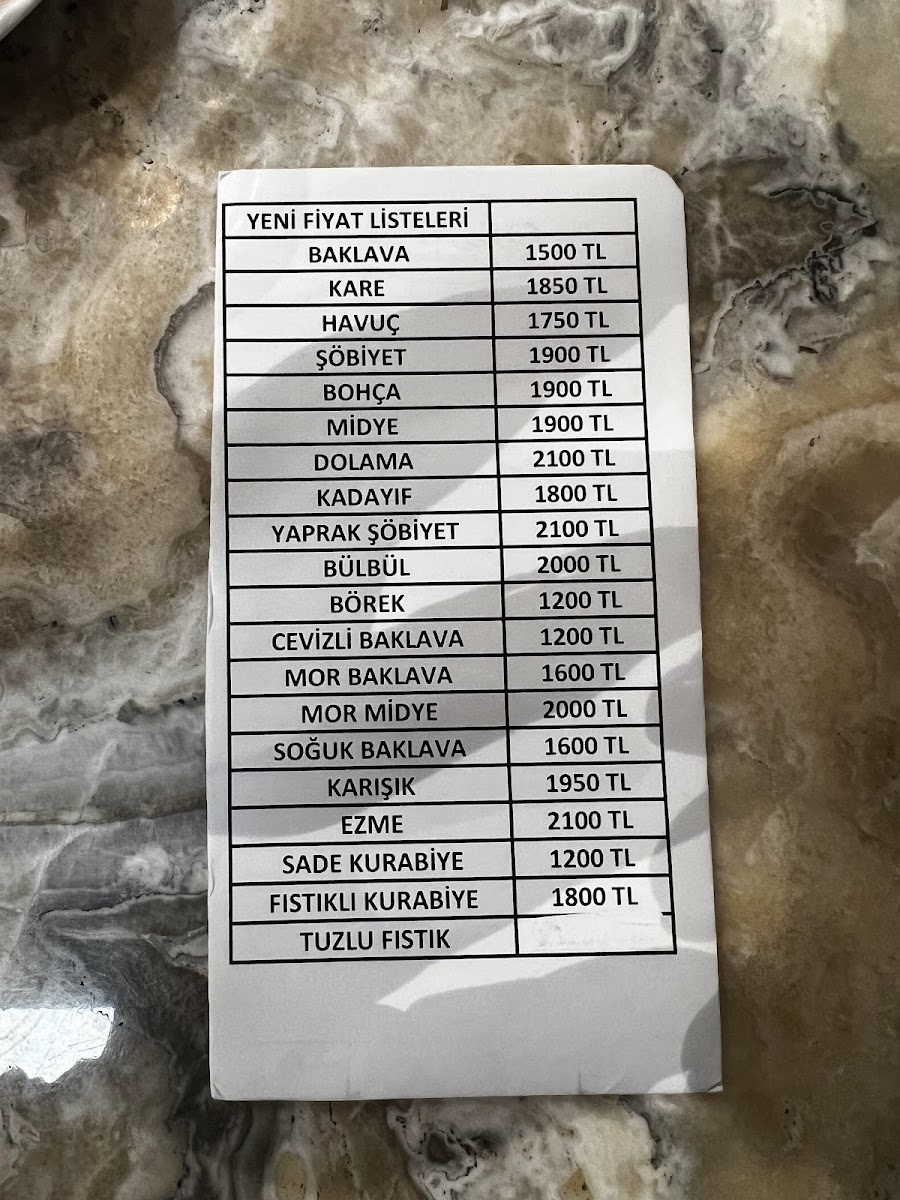 YENİ FİYAT LİSTELERİ
BAKLAVA 1500 TL
KARE 1850 TL
HAVUÇ 1750 TL
ŞÖBİYET 1900 TL
BOHÇA 1900 TL
MİDYE 1900 TL
DOLAMA 2100 TL
KADAYIF 1800 TL
YAPRAK ŞÖBİYET 2100 TL
BÜLBÜL 2000 TL
BÖREK 1200 TL
CEVİZLİ BAKLAVA 1200 TL
MOR BAKLAVA 1600 TL
MOR MİDYE 2000 TL
SOĞUK BAKLAVA 1600 TL
KARIŞIK 1950 TL
EZME 2100 TL
SADE KURABİYE 1200 TL
FISTIKLI KURABİYE 1800 TL
TUZLU FISTIK